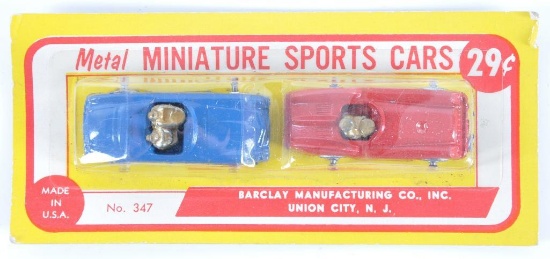 Metal MINIATURE SPORTS CARS
29¢
MADE
IN
U.S.A.
No. 347
BARCLAY MANUFACTURING CO., INC.
UNION CITY, N. J.